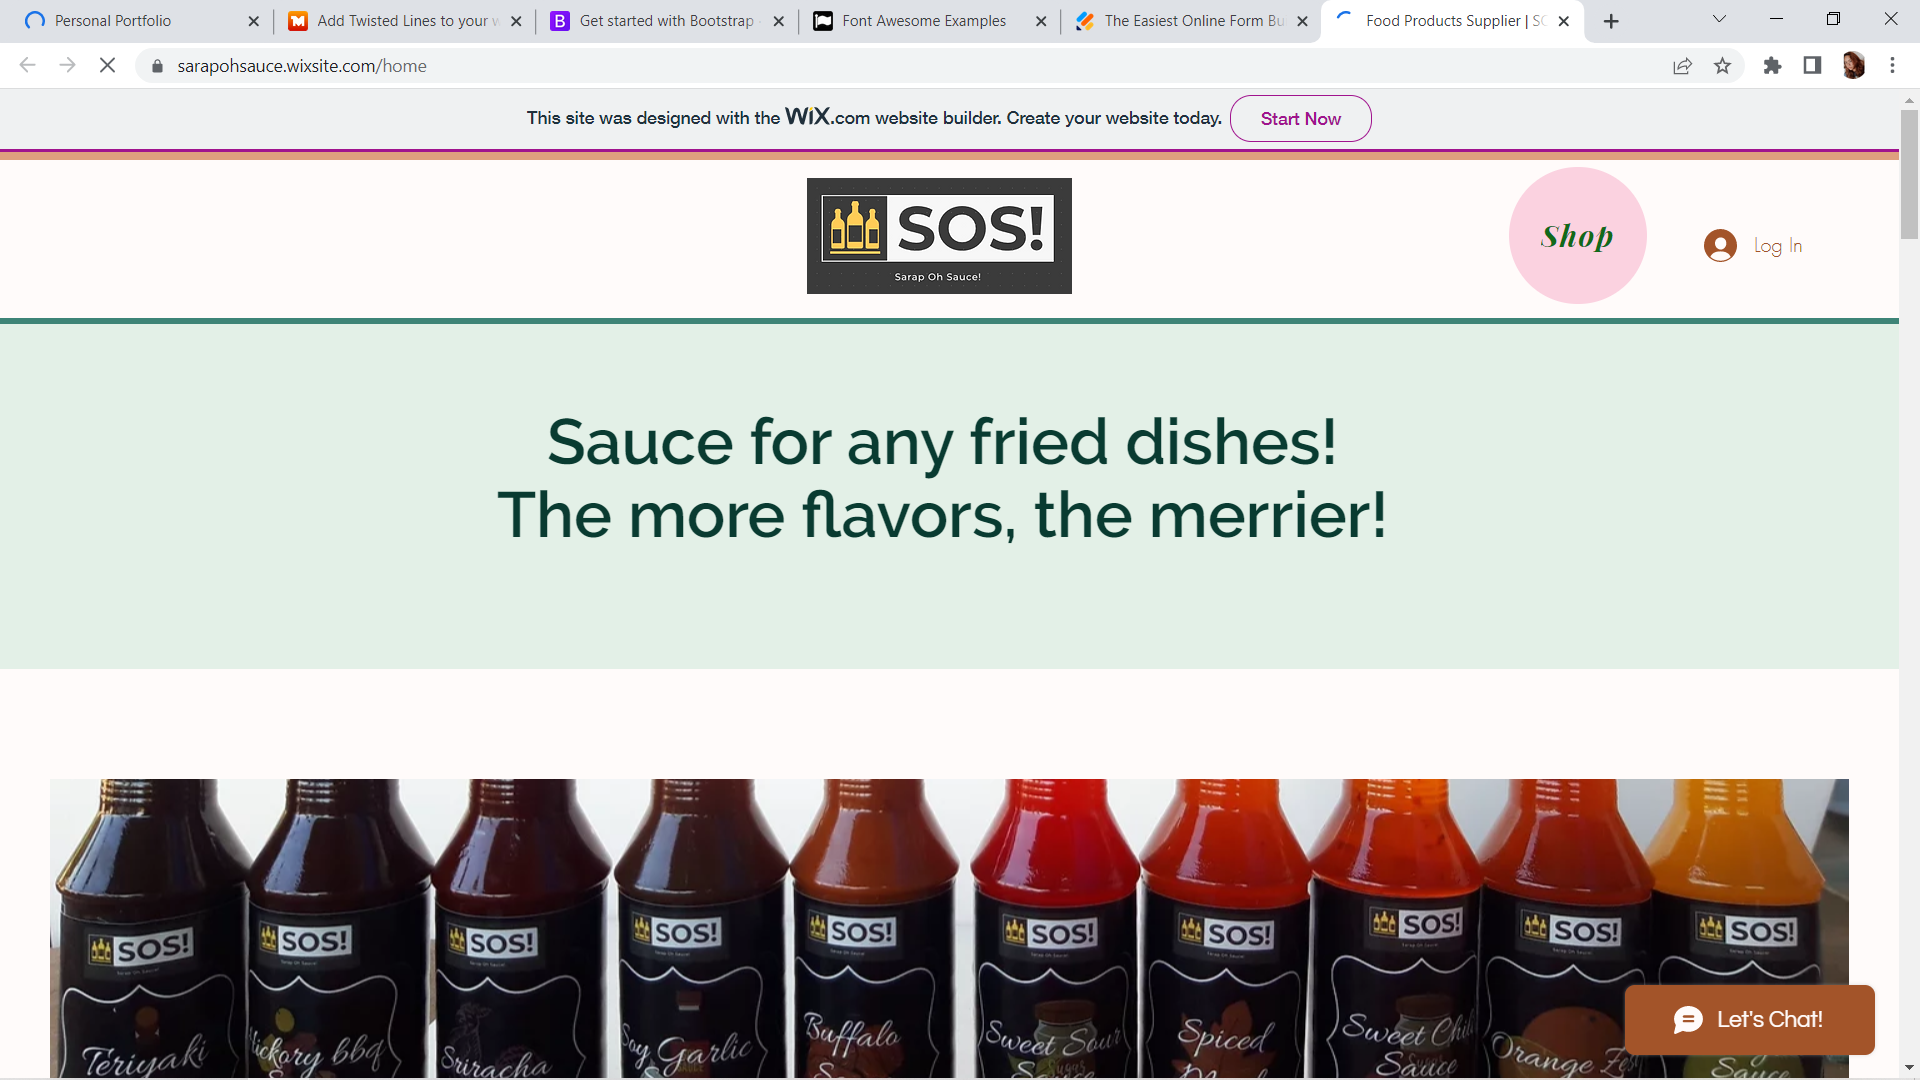 Personal Portfolio
Add Twisted Lines to your w
Get started with Bootstrap
Font Awesome Examples
The Easiest Online Form Bu
Food Products Supplier | SO
sarapohsauce.wixsite.com/home
This site was designed with the WiX.com website builder. Create your website today.
Start Now
SOS!
Sarap Oh Sauce!
Shop
Log In
Sauce for any fried dishes!
The more flavors, the merrier!
SOS!
SOS!
SOS!
SOS!
SOS!
SOS!
SOS!
SOS!
SOS!
SOS!
Teriyaki
Hickory bbq
Sriracha
Soy Garlic
Buffalo
Sweet Sour
Spiced
Sweet Chili
Sauce
Orange Zest
Sauce
Let's Chat!